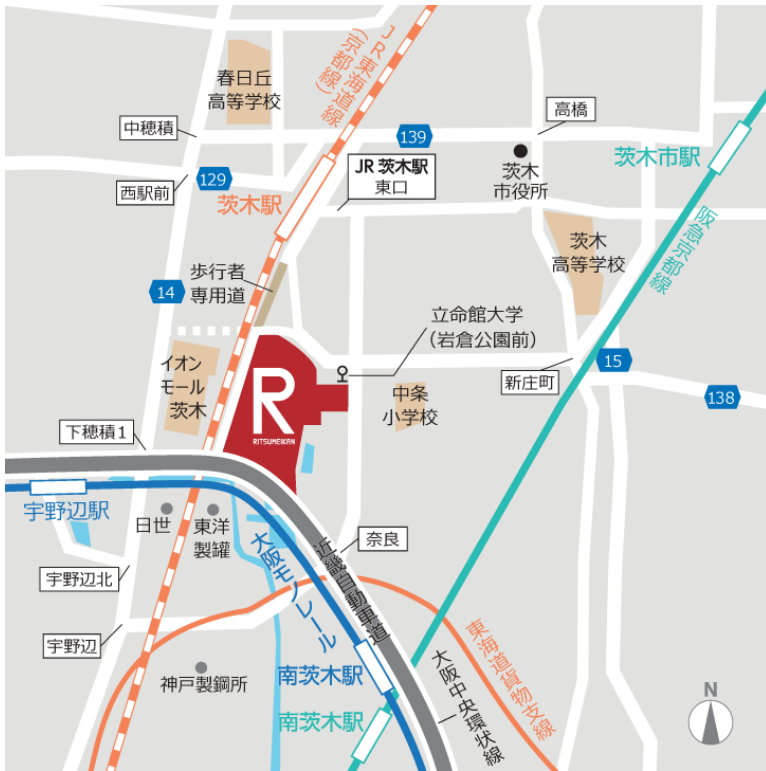 JR東海道線
(京都線)
春日丘
高等学校
高橋
中穂積
139
茨木市駅
茨木
市役所
JR 茨木駅
東口
129
西駅前
茨木駅
阪急京都線
茨木
高等学校
歩行者
専用道
14
立命館大学
（岩倉公園前）
イオン
モール
茨木
R
RITSUMEIKAN
15
新庄町
138
中条
小学校
下穂積1
宇野辺駅
日世
東洋
製罐
大阪モノレール
近畿自動車道
奈良
宇野辺北
宇野辺
東海道貨物支線
大阪中央環状線
神戸製鋼所
南茨木駅
南茨木駅
N